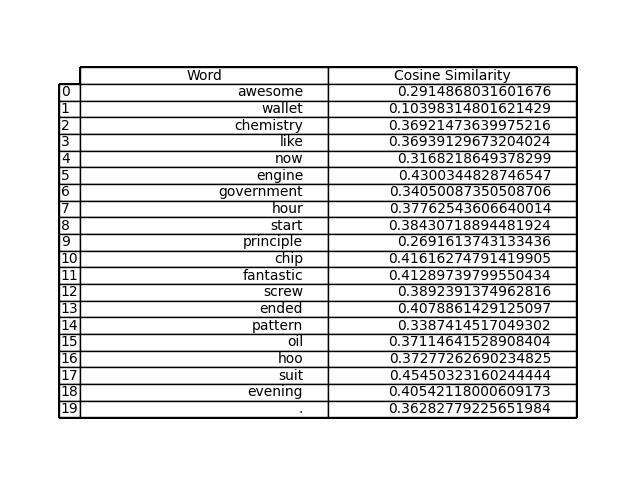 Word Cosine Similarity
0 awesome 0.2914868031601676
1 wallet 0.10398314801621429
2 chemistry 0.36921473639975216
3 like 0.36939129673204024
4 now 0.3168218649378299
5 engine 0.4300344828746547
6 government 0.34050087350508706
7 hour 0.37762543606640014
8 start 0.38430718894481924
9 principle 0.2691613743133436
10 chip 0.41616274791419905
11 fantastic 0.41289739799550434
12 screw 0.3892391374962816
13 ended 0.4078861429125097
14 pattern 0.3387414517049302
15 oil 0.37114641528908404
16 hoo 0.37277262690234825
17 suit 0.45450323160244444
18 evening 0.40542118000609173
19 . 0.36282779225651984